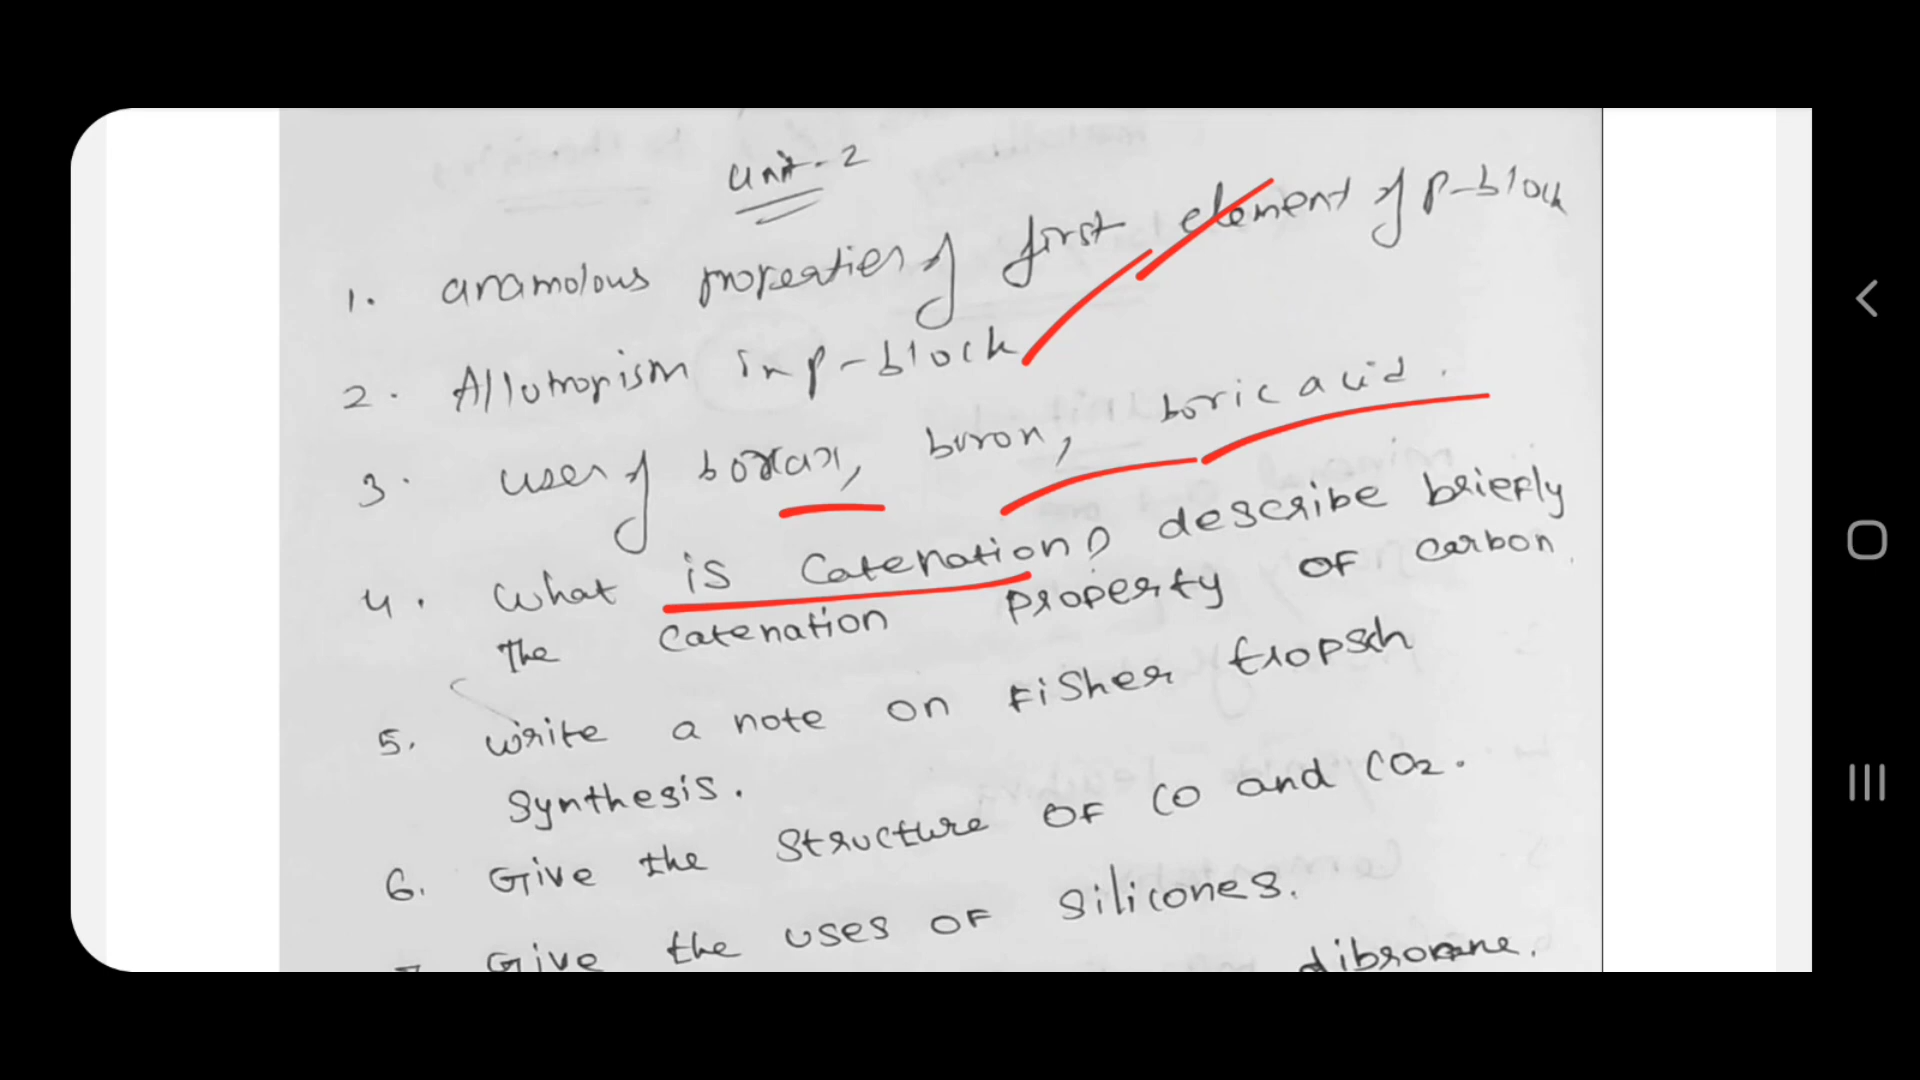 Unit-2
1. anamolous properties of first element of p-block
2. Allotropism in p-block
3. uses of borax, boron, boric acid.
4. What is Catenation? describe briefly
the catenation property of carbon.
5. write a note on Fisher tropsch
Synthesis.
6. Give the structure of CO and CO2.
Give the uses of silicones.